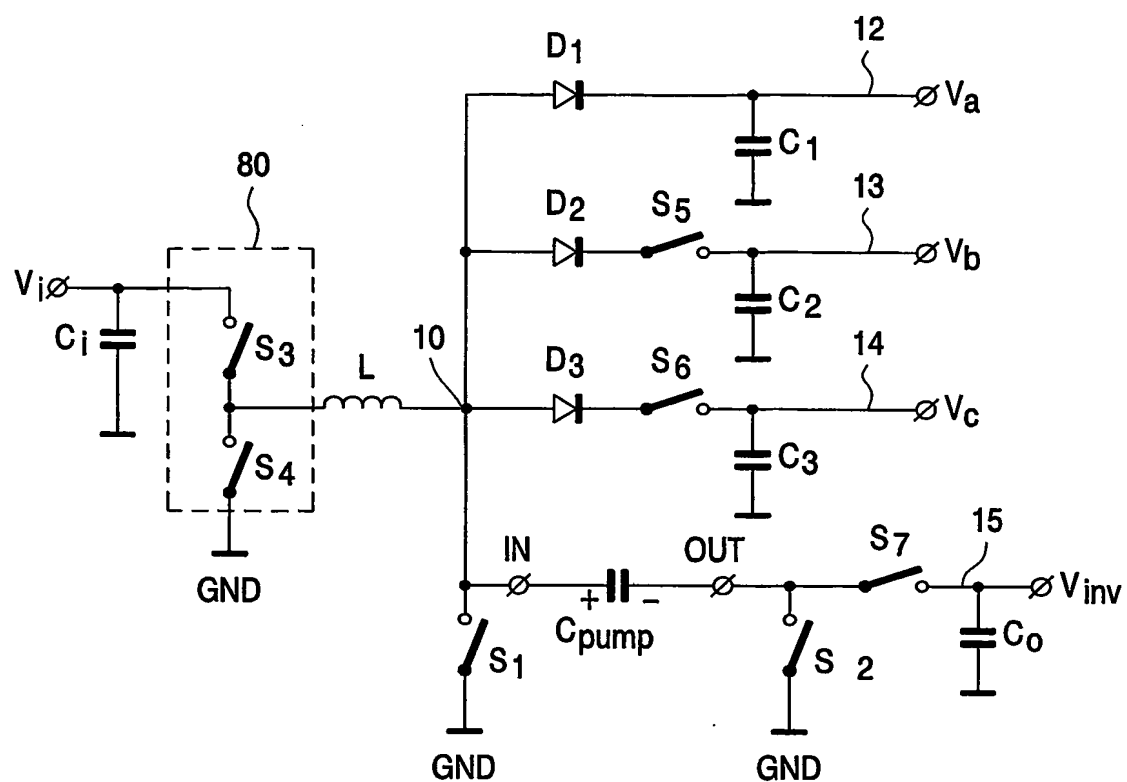 12
D1
Va
C1
80
13
D2
S5
Vb
Vi
C2
Ci
S3
10
14
L
D3
S6
Vc
S4
C3
IN
OUT
S7
15
GND
+
-
Vinv
Cpump
S1
S 2
Co
GND
GND